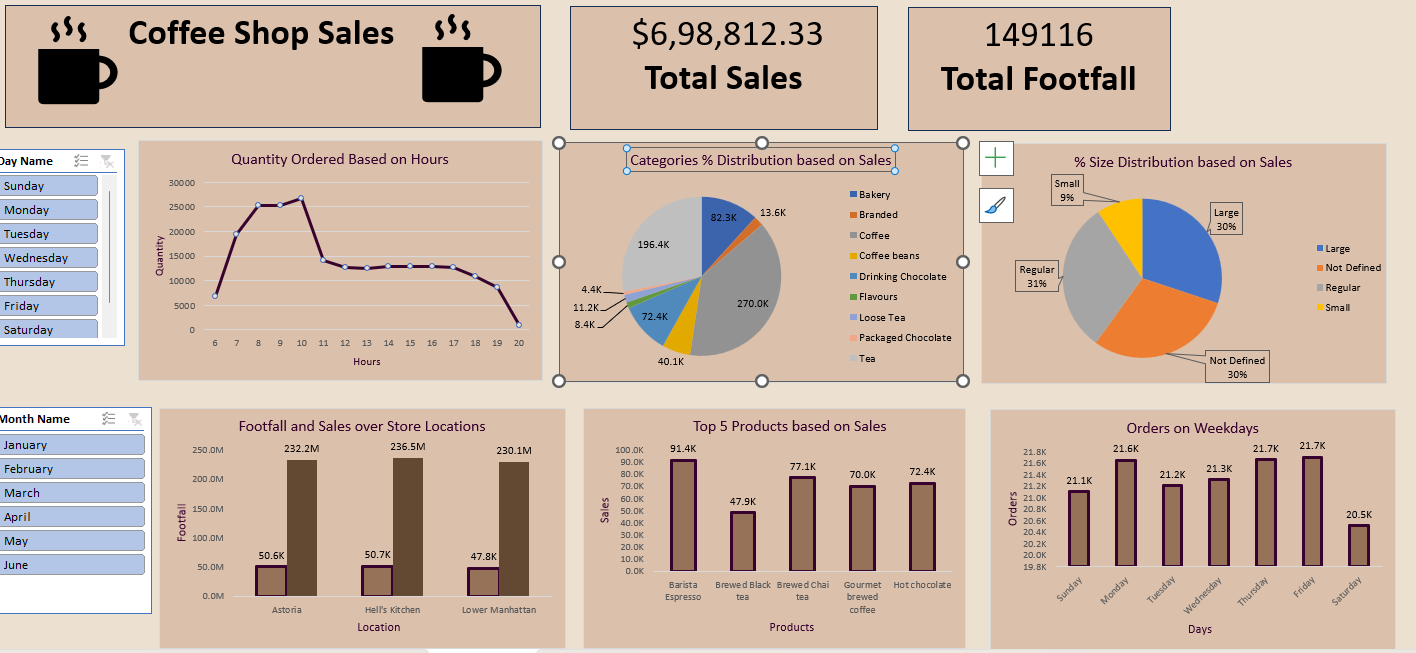 Coffee Shop Sales
$6,98,812.33
Total Sales
149116
Total Footfall
Day Name
Sunday
Monday
Tuesday
Wednesday
Thursday
Friday
Saturday
Quantity Ordered Based on Hours
30000
25000
20000
15000
10000
5000
0
Quantity
6 7 8 9 10 11 12 13 14 15 16 17 18 19 20
Hours
Categories % Distribution based on Sales
82.3K
13.6K
196.4K
270.0K
4.4K
11.2K
8.4K
72.4K
40.1K
Bakery
Branded
Coffee
Coffee beans
Drinking Chocolate
Flavours
Loose Tea
Packaged Chocolate
Tea
% Size Distribution based on Sales
Small
9%
Large
30%
Regular
31%
Not Defined
30%
Large
Not Defined
Regular
Small
Month Name
January
February
March
April
May
June
Footfall and Sales over Store Locations
250.0M
200.0M
150.0M
100.0M
50.0M
0.0M
Footfall
232.2M
236.5M
230.1M
50.6K
50.7K
47.8K
Astoria
Hell's Kitchen
Lower Manhattan
Location
Top 5 Products based on Sales
100.0K
90.0K
80.0K
70.0K
60.0K
50.0K
40.0K
30.0K
20.0K
10.0K
0.0K
Sales
91.4K
47.9K
77.1K
70.0K
72.4K
Barista
Espresso
Brewed Black
tea
Brewed Chai
tea
Gourmet
brewed
coffee
Hot chocolate
Products
Orders on Weekdays
21.8K
21.6K
21.4K
21.2K
21.0K
20.8K
20.6K
20.4K
20.2K
20.0K
19.8K
Orders
21.1K
21.6K
21.2K
21.3K
21.7K
21.7K
20.5K
Sunday
Monday
Tuesday
Wednesday
Thursday
Friday
Saturday
Days